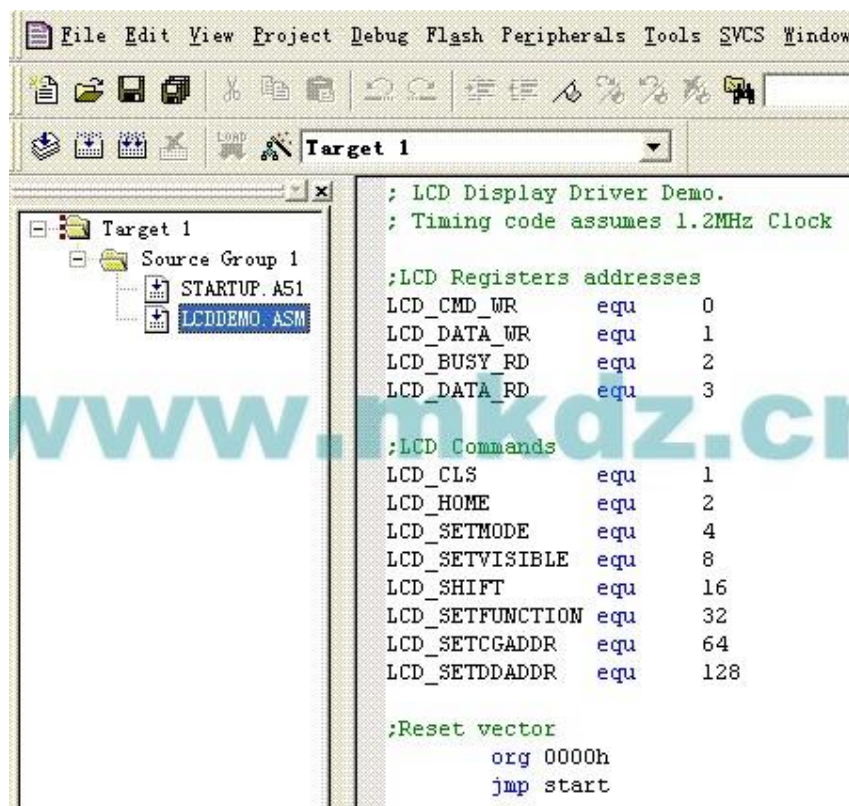 File Edit View Project Debug Flash Peripherals Tools SVCS Window
LOAD
Target 1
Target 1
Source Group 1
STARTUP.A51
LCDDEMO.ASM
; LCD Display Driver Demo.
; Timing code assumes 1.2MHz Clock
;LCD Registers addresses
LCD_CMD_WR equ 0
LCD_DATA_WR equ 1
LCD_BUSY_RD equ 2
LCD_DATA_RD equ 3
www.mkdz.cn
;LCD Commands
LCD_CLS equ 1
LCD_HOME equ 2
LCD_SETMODE equ 4
LCD_SETVISIBLE equ 8
LCD_SHIFT equ 16
LCD_SETFUNCTION equ 32
LCD_SETCGADDR equ 64
LCD_SETDDADDR equ 128
;Reset vector
org 0000h
jmp start